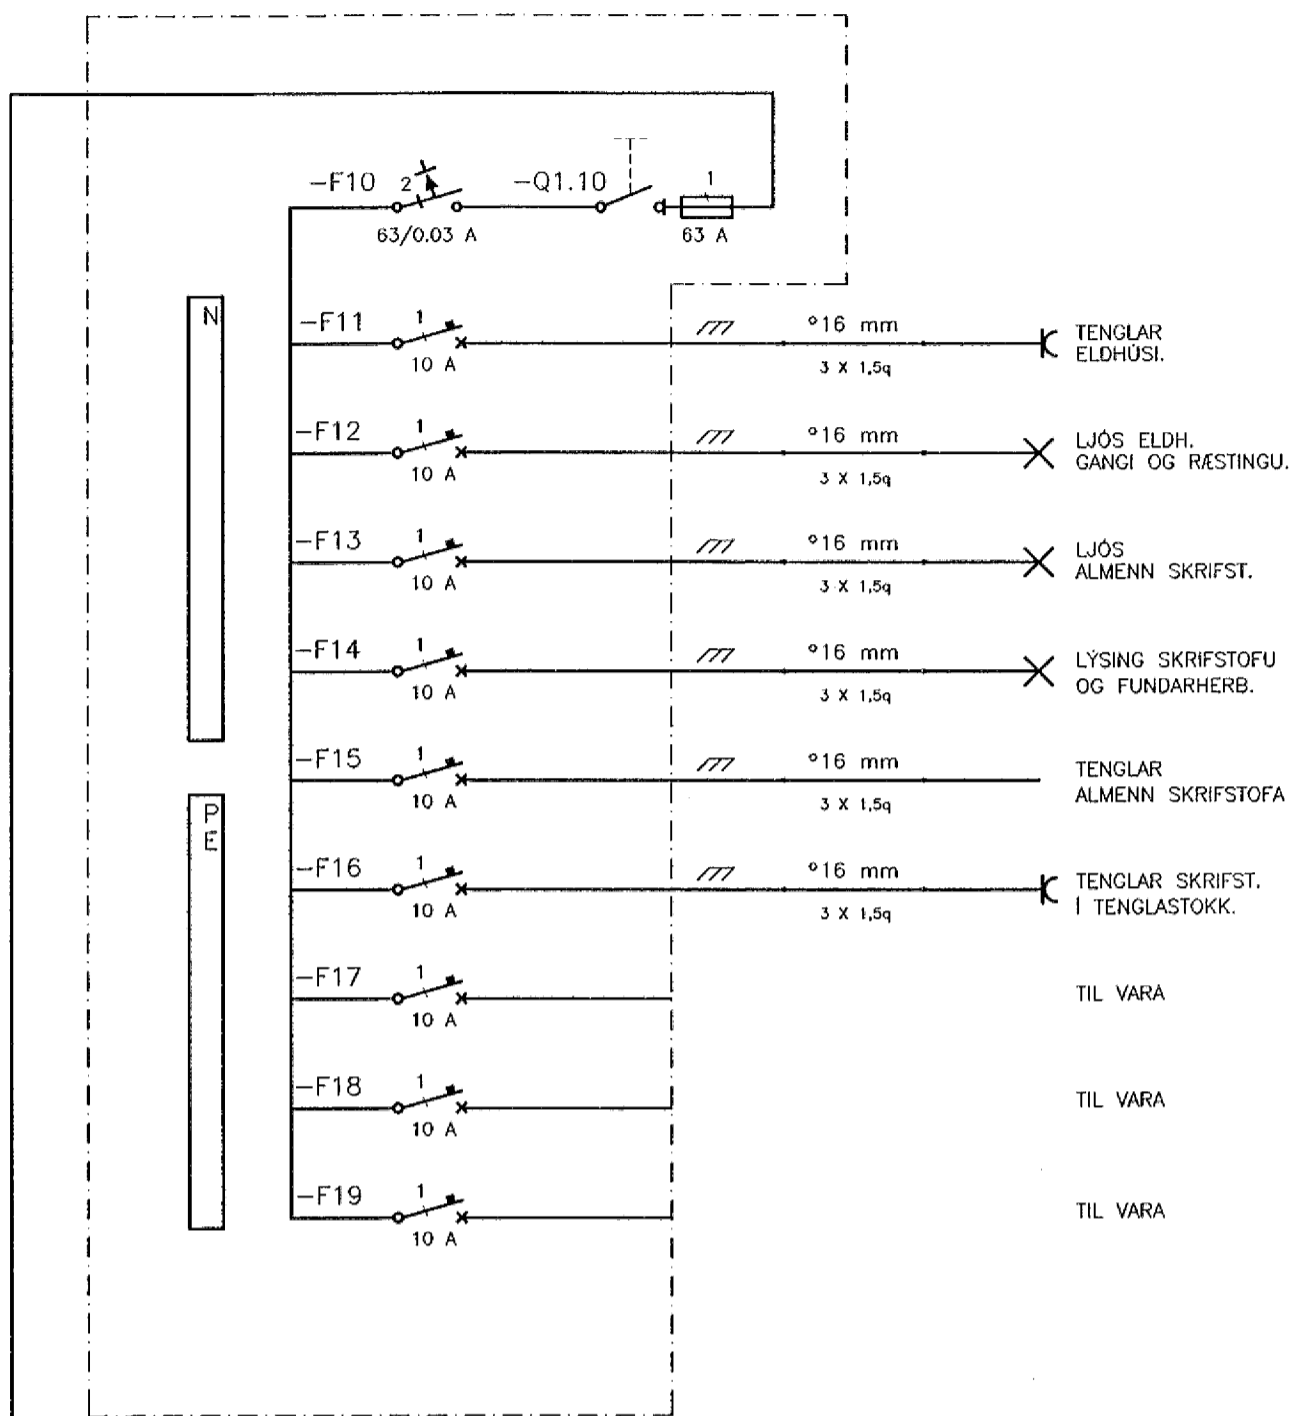 -F10 2 -Q1.10 1
63/0.03 A 63 A
N
-F11 1 °16 mm TENGLAR
10 A 3 X 1,5q ELDHÚSI.
-F12 1 °16 mm LJÓS ELDH.
10 A 3 X 1,5q GANGI OG RÆSTINGU.
-F13 1 °16 mm LJÓS
10 A 3 X 1,5q ALMENN SKRIFST.
-F14 1 °16 mm LÝSING SKRIFSTOFU
10 A 3 X 1,5q OG FUNDARHERB.
-F15 1 °16 mm TENGLAR
10 A 3 X 1,5q ALMENN SKRIFSTOFA
PE
-F16 1 °16 mm TENGLAR SKRIFST.
10 A 3 X 1,5q Í TENGLASTOKK.
-F17 1 TIL VARA
10 A
-F18 1 TIL VARA
10 A
-F19 1 TIL VARA
10 A